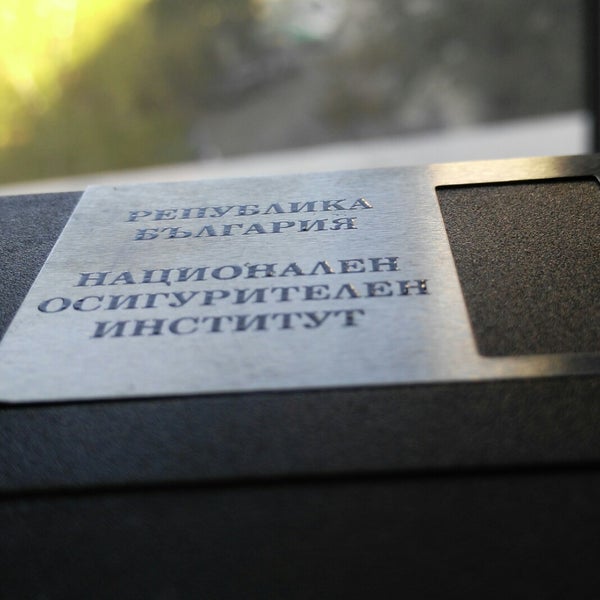 РЕПУБЛИКА
БЪЛГАРИЯ
НАЦИОНАЛЕН
ОСИГУРИТЕЛЕН
ИНСТИТУТ